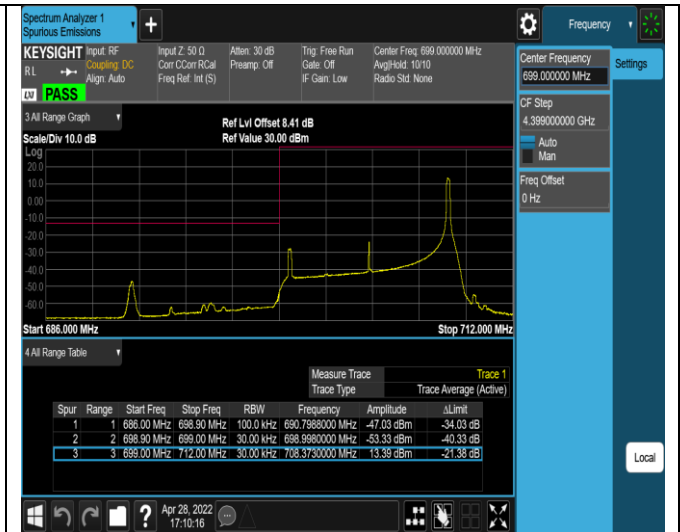 Spectrum Analyzer 1
Spurious Emissions
+
Frequency
KEYSIGHT Input: RF Input Z: 50 Ω Atten: 30 dB Trig: Free Run Center Freq: 699.000000 MHz
RL Coupling: DC Corr CCorr RCal Preamp: Off Gate: Off Avg|Hold: 10/10
Align: Auto Freq Ref: Int (S) IF Gain: Low Radio Std: None
LXI PASS
Center Frequency
699.000000 MHz
Settings
CF Step
4.399000000 GHz
Auto
Man
Freq Offset
0 Hz
Local
3 All Range Graph
Ref Lvl Offset 8.41 dB
Scale/Div 10.0 dB Ref Value 30.00 dBm
Log
20.0
10.0
0.00
-10.0
-20.0
-30.0
-40.0
-50.0
-60.0
Start 686.000 MHz Stop 712.000 MHz
4 All Range Table
Measure Trace Trace 1
Trace Type Trace Average (Active)
Spur Range Start Freq Stop Freq RBW Frequency Amplitude ΔLimit
1 1 686.00 MHz 698.90 MHz 100.0 kHz 690.7988000 MHz -47.03 dBm -34.03 dB
2 2 698.90 MHz 699.00 MHz 30.00 kHz 698.9980000 MHz -53.33 dBm -40.33 dB
3 3 699.00 MHz 712.00 MHz 30.00 kHz 708.3730000 MHz 13.39 dBm -21.38 dB
? Apr 28, 2022
17:10:16